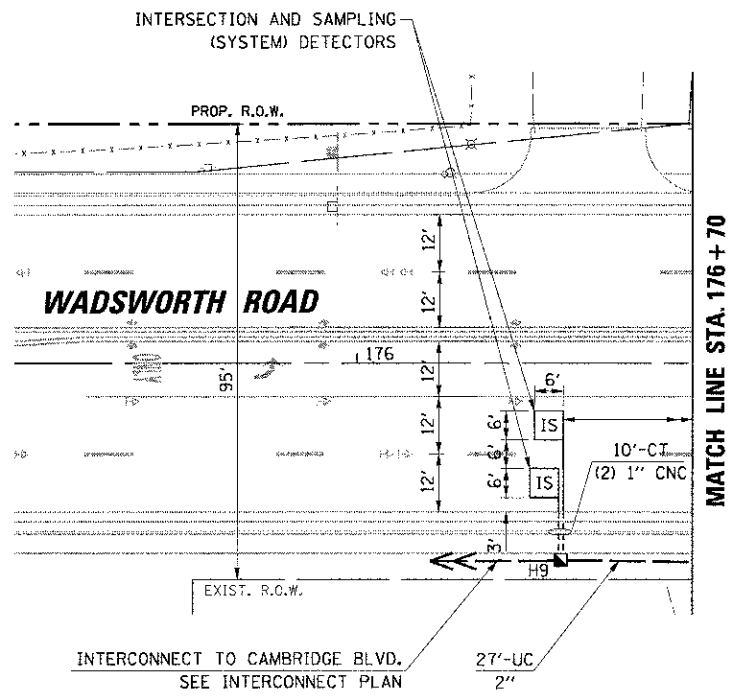 INTERSECTION AND SAMPLING
(SYSTEM) DETECTORS
PROP. R.O.W.
12'
12'
WADSWORTH ROAD
176
95'
12'
12'
12'
6'
6'
6'
6'
IS
IS
10'-CT
(2) 1" CNC
3'
H9
EXIST. R.O.W.
MATCH LINE STA. 176 + 70
INTERCONNECT TO CAMBRIDGE BLVD.
SEE INTERCONNECT PLAN
27'-UC
2"